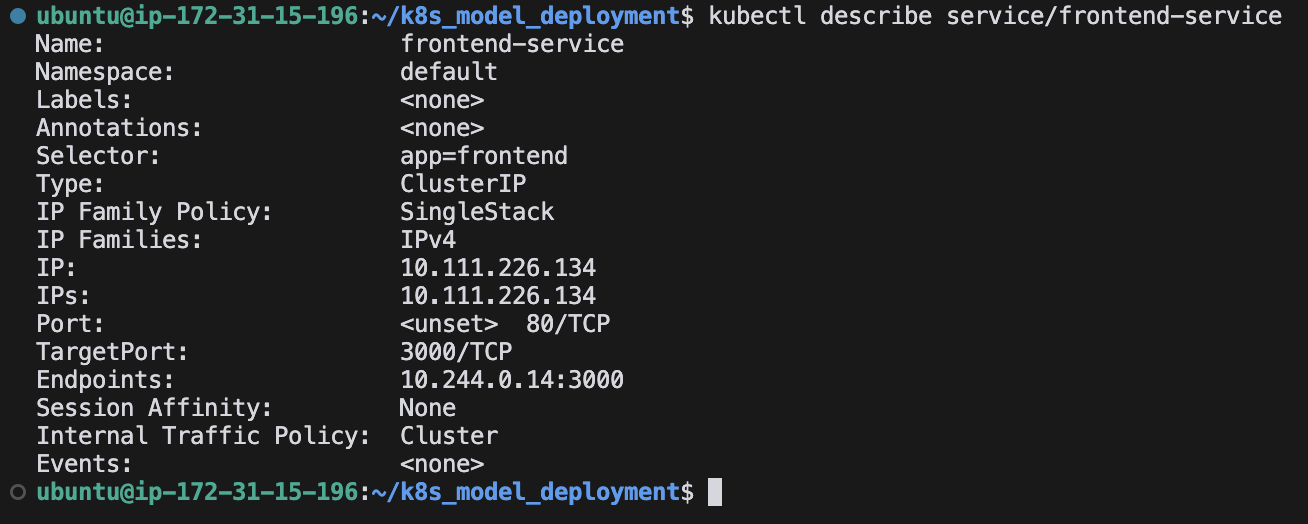 ubuntu@ip-172-31-15-196:~/k8s_model_deployment$ kubectl describe service/frontend-service
Name:                     frontend-service
Namespace:                default
Labels:                   <none>
Annotations:              <none>
Selector:                 app=frontend
Type:                     ClusterIP
IP Family Policy:         SingleStack
IP Families:              IPv4
IP:                       10.111.226.134
IPs:                      10.111.226.134
Port:                     <unset>  80/TCP
TargetPort:               3000/TCP
Endpoints:                10.244.0.14:3000
Session Affinity:         None
Internal Traffic Policy:  Cluster
Events:                   <none>
ubuntu@ip-172-31-15-196:~/k8s_model_deployment$